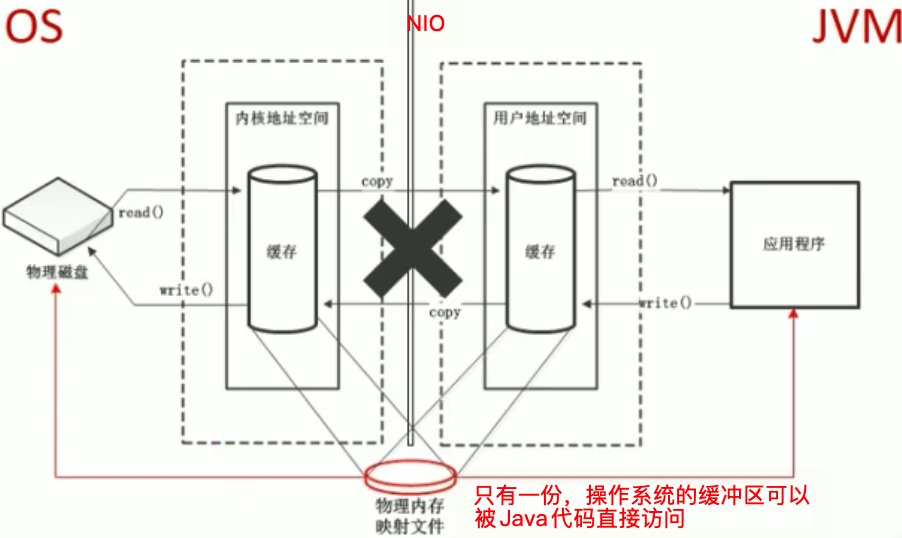 OS
NIO
JVM
内核地址空间
用户地址空间
copy
read()
read()
缓存
缓存
应用程序
物理磁盘
write()
write()
copy
物理内存
映射文件
只有一份，操作系统的缓冲区可以
被Java代码直接访问